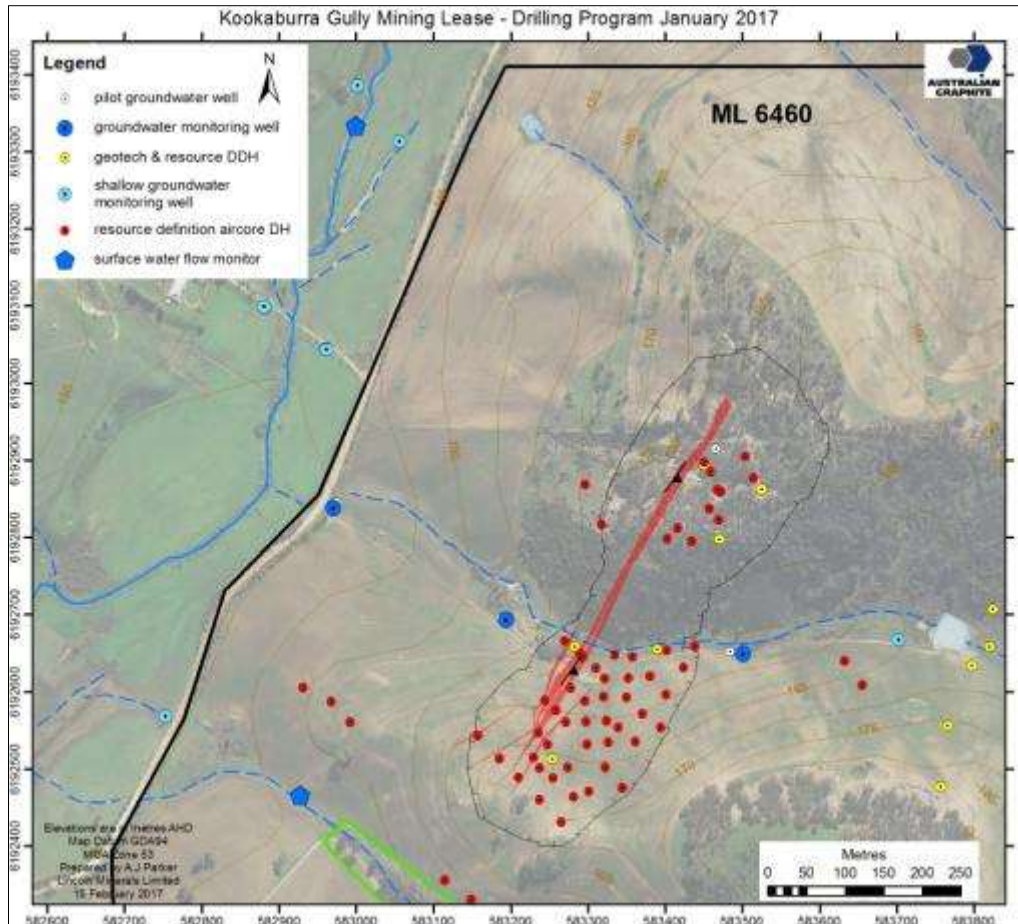 Kookaburra Gully Mining Lease - Drilling Program January 2017
Legend
N
pilot groundwater well
groundwater monitoring well
geotech & resource DDH
shallow groundwater
monitoring well
resource definition aircore DH
surface water flow monitor
AUSTRALIAN
GRAPHITE
ML 6460
6193400
6193300
6193200
6193100
6193000
6192900
6192800
6192700
6192600
6192500
6192400
170
Elevations are in metres AHD
Map Datum GDA94
MGA Zone 53
Prepared by A J Parker
Lincoln Minerals Limited
15 February 2017
Metres
0 50 100 150 200 250
582600 582700 582800 582900 583000 583100 583200 583300 583400 583500 583600 583700 583800